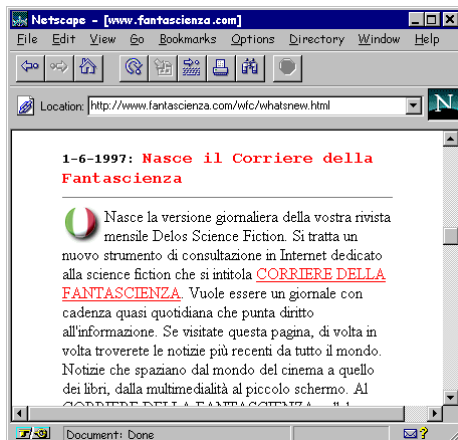 Netscape - [www.fantascienza.com]
File Edit View Go Bookmarks Options Directory Window Help
Location: http://www.fantascienza.com/wfc/whatsnew.html
N
1-6-1997: Nasce il Corriere della
Fantascienza
Nasce la versione giornaliera della vostra rivista
mensile Delos Science Fiction. Si tratta un
nuovo strumento di consultazione in Internet dedicato
alla science fiction che si intitola CORRIERE DELLA
FANTASCIENZA. Vuole essere un giornale con
cadenza quasi quotidiana che punta diritto
all'informazione. Se visitate questa pagina, di volta in
volta troverete le notizie più recenti da tutto il mondo.
Notizie che spaziano dal mondo del cinema a quello
dei libri, dalla multimedialità al piccolo schermo. Al
CORRIERE DELLA FANTASCIENZA
Document: Done